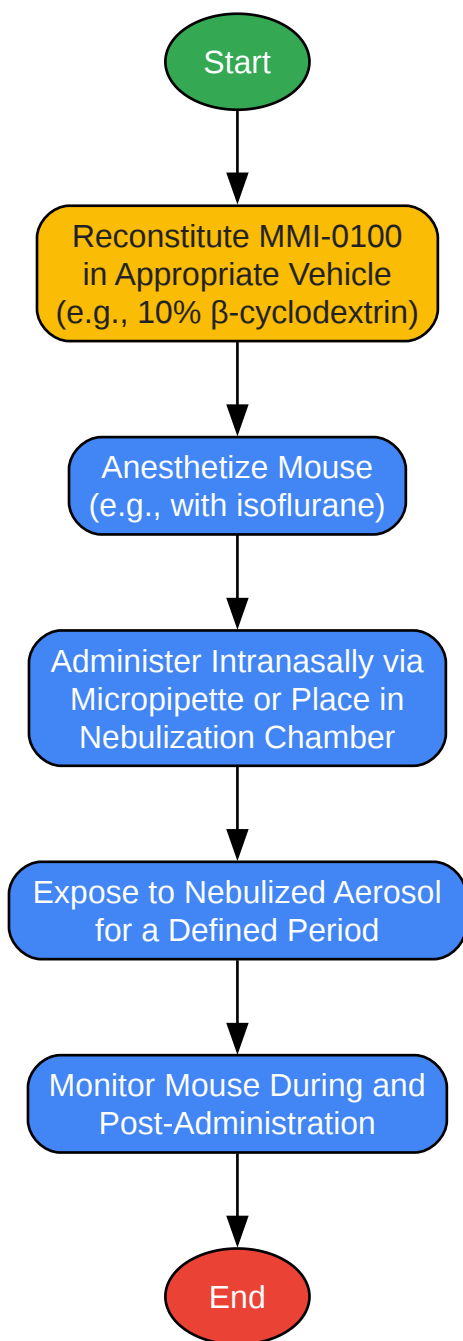 Start
Reconstitute MMI-0100
in Appropriate Vehicle
(e.g., 10% β-cyclodextrin)
Anesthetize Mouse
(e.g., with isoflurane)
Administer Intranasally via
Micropipette or Place in
Nebulization Chamber
Expose to Nebulized Aerosol
for a Defined Period
Monitor Mouse During and
Post-Administration
End